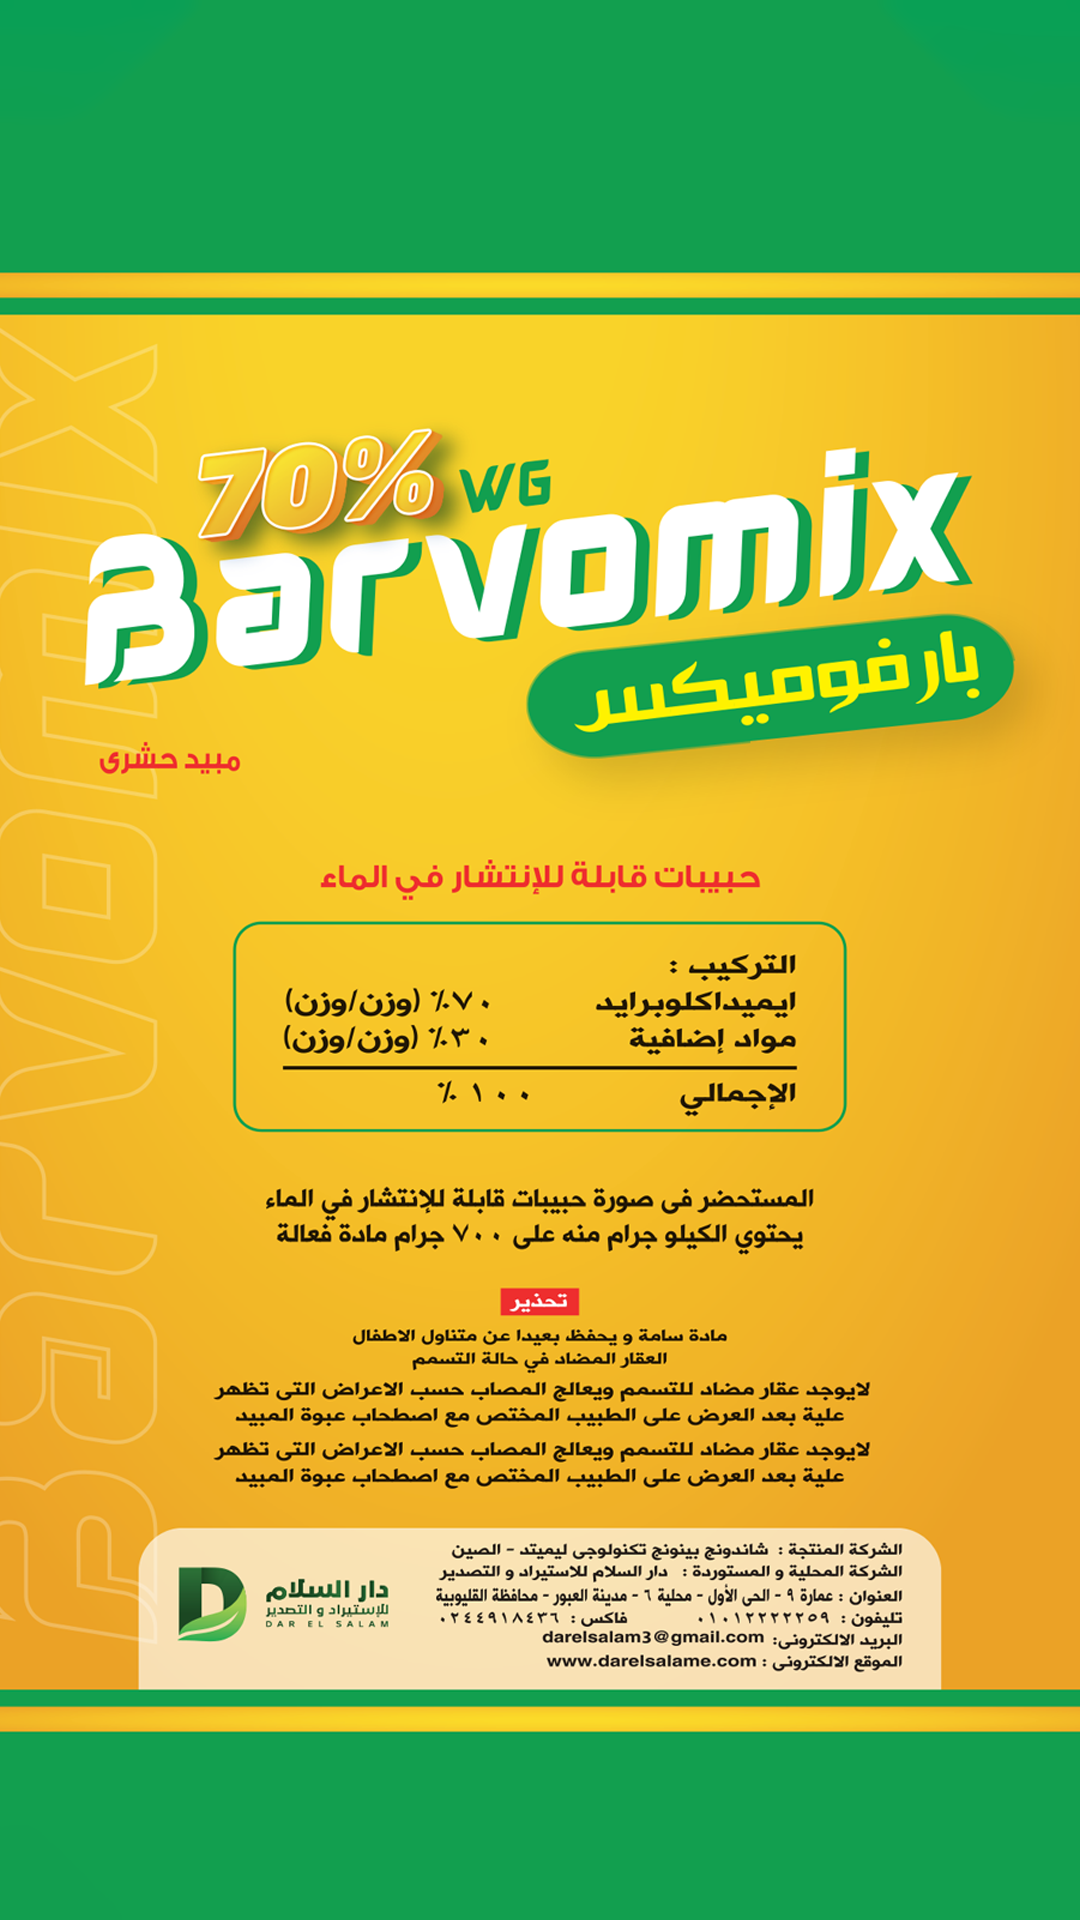 70% WG
Barvomix
بارفوميكس
مبيد حشرى
حبيبات قابلة للإنتشار في الماء
التركيب :
ايميداكلوبرايد ٧٠٪ (وزن/وزن)
مواد إضافية ٣٠٪ (وزن/وزن)
الإجمالي ١٠٠ ٪
المستحضر فى صورة حبيبات قابلة للإنتشار في الماء
يحتوي الكيلو جرام منه على ٧٠٠ جرام مادة فعالة
تحذير
مادة سامة و يحفظ بعيدا عن متناول الاطفال
العقار المضاد في حالة التسمم
لايوجد عقار مضاد للتسمم ويعالج المصاب حسب الاعراض التى تظهر
علية بعد العرض على الطبيب المختص مع اصطحاب عبوة المبيد
لايوجد عقار مضاد للتسمم ويعالج المصاب حسب الاعراض التى تظهر
علية بعد العرض على الطبيب المختص مع اصطحاب عبوة المبيد
الشركة المنتجة : شاندونج بينونج تكنولوجى ليميتد - الصين
الشركة المحلية و المستوردة : دار السلام للاستيراد و التصدير
العنوان : عمارة ٩ - الحى الأول - محلية ٦ - مدينة العبور - محافظة القليوبية
تليفون : ٠١٠١٢٢٢٢٢٥٩ فاكس : ٠٢٤٤٩١٨٤٣٦
البريد الالكترونى: darelsalam3@gmail.com
الموقع الالكترونى : www.darelsalame.com
دار السلام
للإستيراد و التصدير
DAR EL SALAM
Barvomix